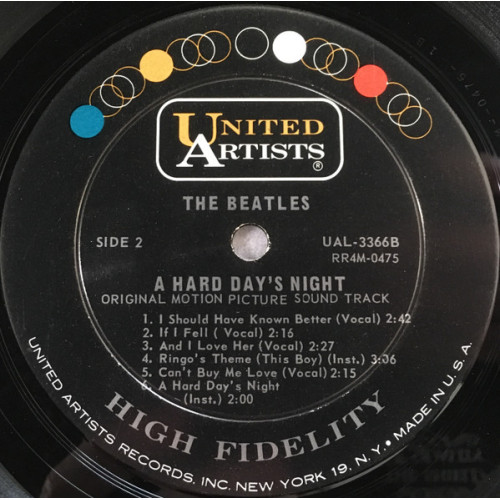 UNITED
ARTISTS
®
THE BEATLES
SIDE 2
UAL-3366B
RR4M-0475
A HARD DAY'S NIGHT
ORIGINAL MOTION PICTURE SOUND TRACK
1. I Should Have Known Better (Vocal) 2:42
2. If I Fell ( Vocal) 2:16
3. And I Love Her (Vocal) 2:27
4. Ringo's Theme (This Boy) (Inst.) 3:06
5. Can't Buy Me Love (Vocal) 2:15
6. A Hard Day's Night
(Inst.) 2:00
HIGH FIDELITY
UNITED ARTISTS RECORDS, INC. NEW YORK 19, N.Y. • MADE IN U.S.A.